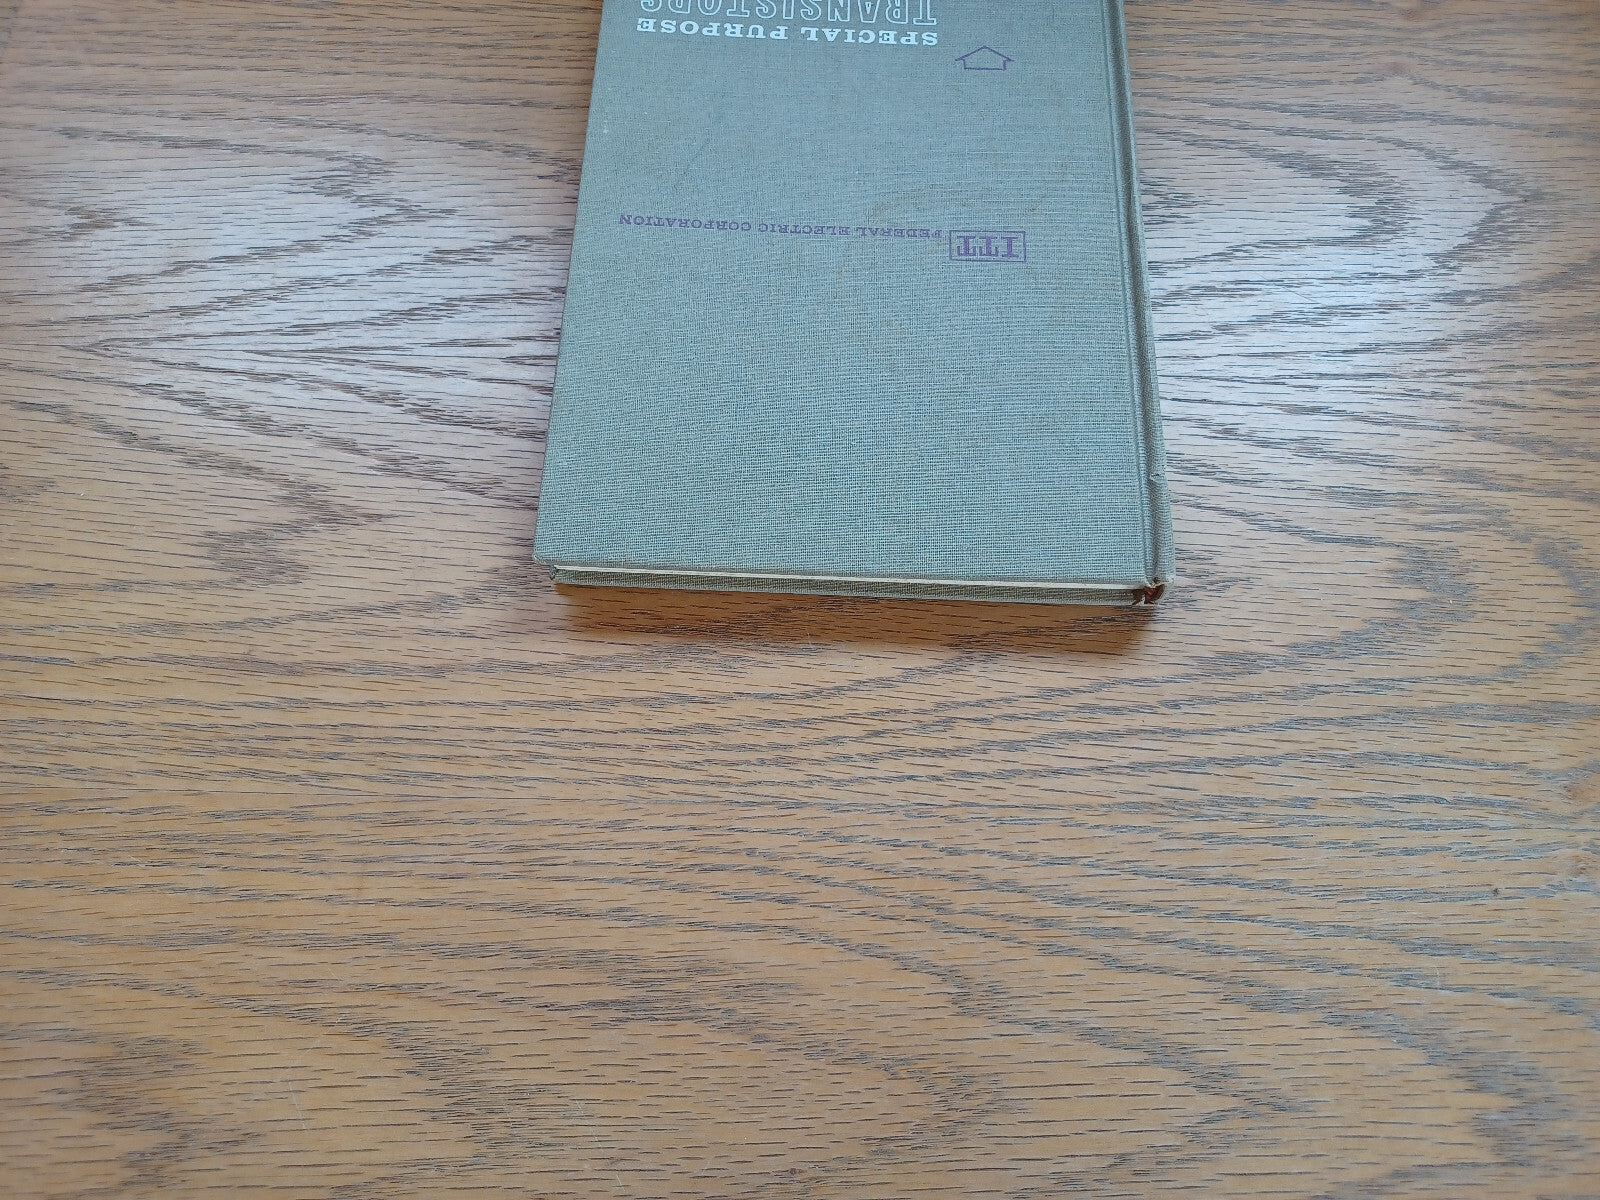 ITT FEDERAL ELECTRIC CORPORATION
SPECIAL PURPOSE
TRANSISTORS